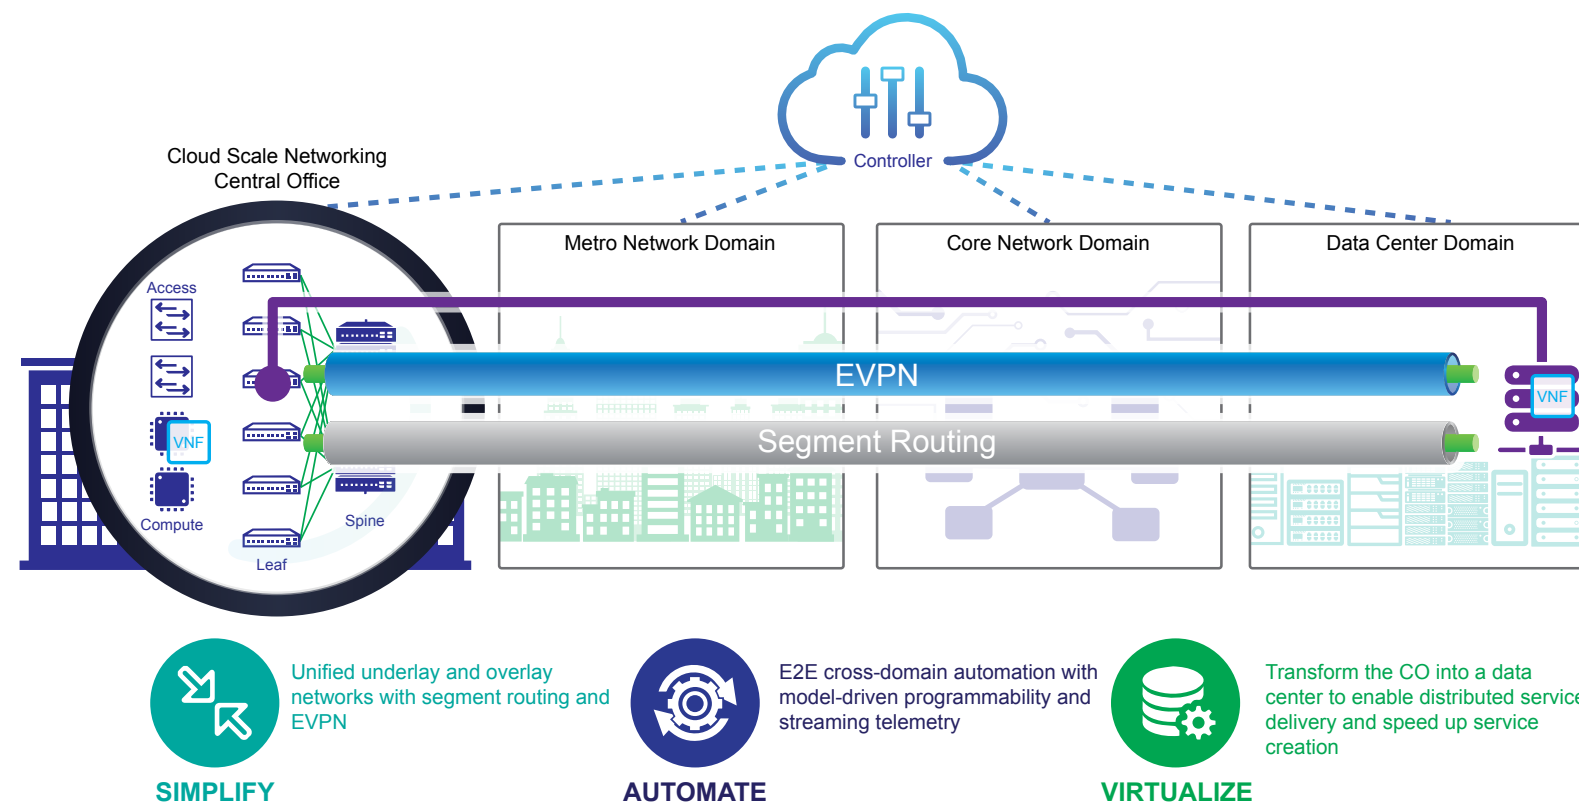 Controller
Cloud Scale Networking
Central Office
Metro Network Domain
Core Network Domain
Data Center Domain
Access
EVPN
VNF
Segment Routing
VNF
Compute
Spine
Leaf
Unified underlay and overlay
networks with segment routing and
EVPN
SIMPLIFY
E2E cross-domain automation with
model-driven programmability and
streaming telemetry
AUTOMATE
Transform the CO into a data
center to enable distributed service
delivery and speed up service
creation
VIRTUALIZE